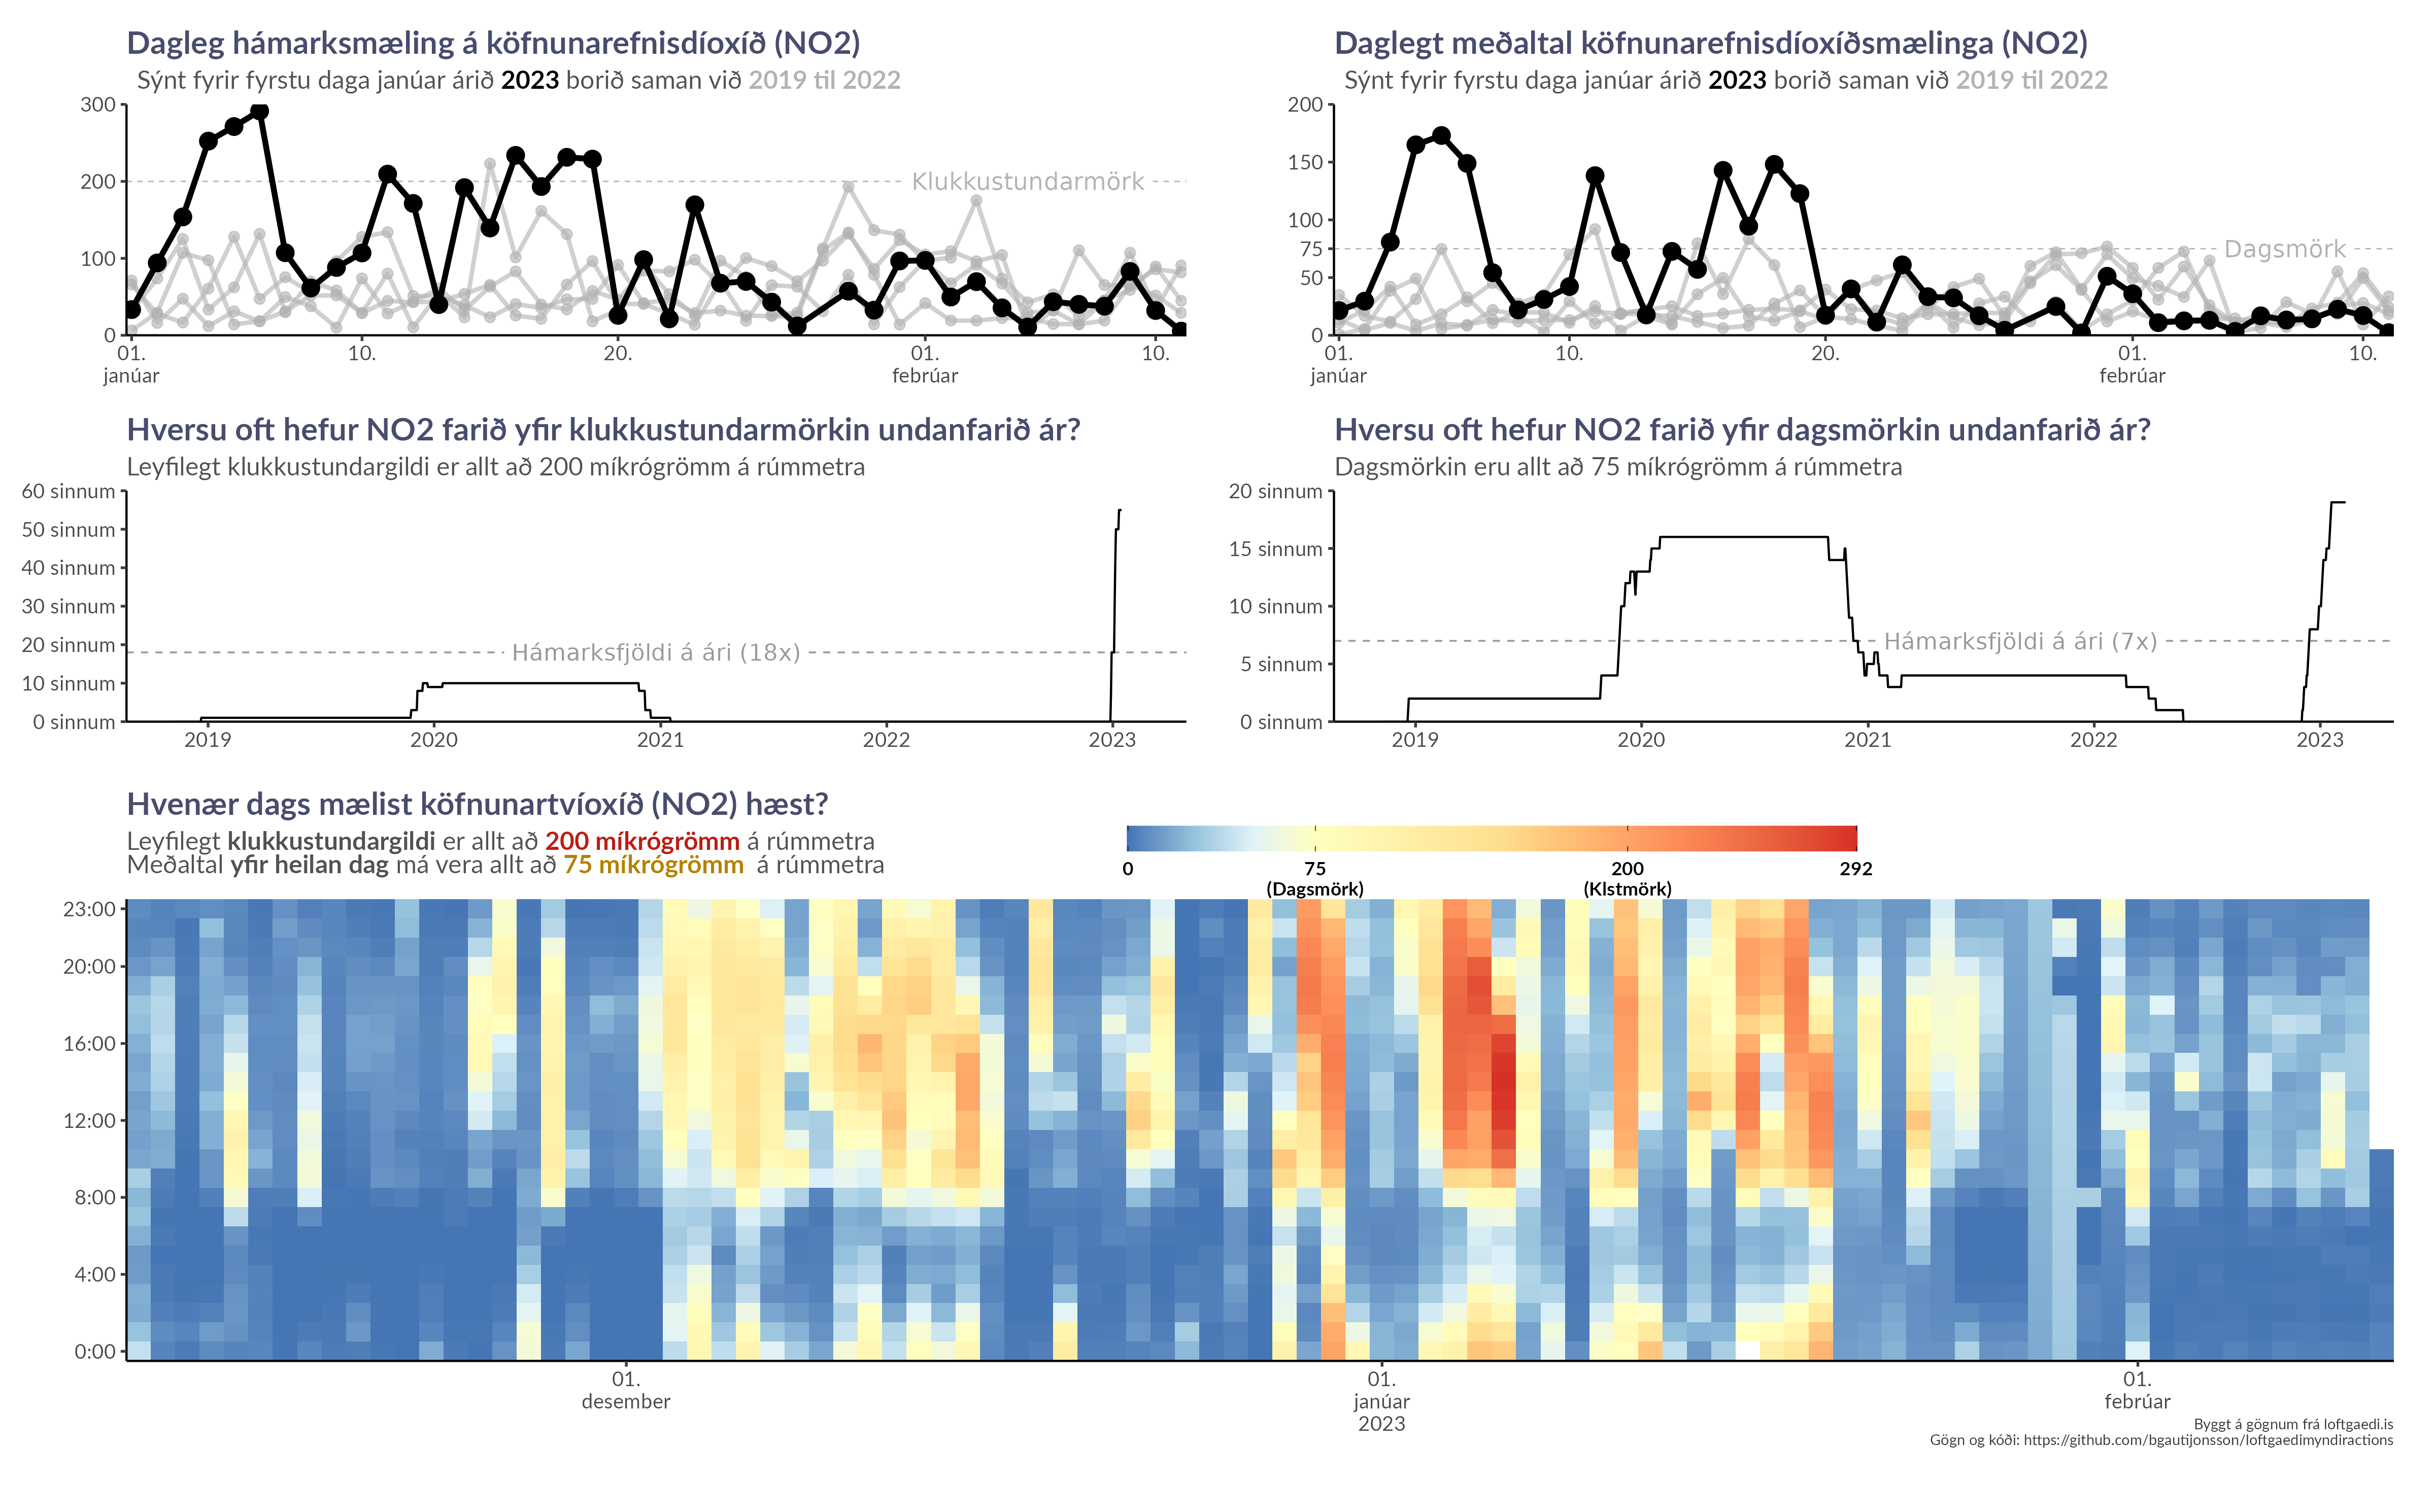 Dagleg hámarksmæling á köfnunarefnisdíoxíð (NO2)
Sýnt fyrir fyrstu daga janúar árið 2023 borið saman við 2019 til 2022
300
200
100
0
Klukkustundarmörk
01.
janúar
10.
20.
01.
febrúar
10.
Daglegt meðaltal köfnunarefnisdíoxíðsmælinga (NO2)
Sýnt fyrir fyrstu daga janúar árið 2023 borið saman við 2019 til 2022
200
150
100
75
50
0
Dagsmörk
01.
janúar
10.
20.
01.
febrúar
10.
Hversu oft hefur NO2 farið yfir klukkustundarmörkin undanfarið ár?
Leyfilegt klukkustundargildi er allt að 200 míkrógrömm á rúmmetra
60 sinnum
50 sinnum
40 sinnum
30 sinnum
20 sinnum
10 sinnum
0 sinnum
Hámarksfjöldi á ári (18x)
2019
2020
2021
2022
2023
Hversu oft hefur NO2 farið yfir dagsmörkin undanfarið ár?
Dagsmörkin eru allt að 75 míkrógrömm á rúmmetra
20 sinnum
15 sinnum
10 sinnum
5 sinnum
0 sinnum
Hámarksfjöldi á ári (7x)
2019
2020
2021
2022
2023
Hvenær dags mælist köfnunartvíoxíð (NO2) hæst?
Leyfilegt klukkustundargildi er allt að 200 míkrógrömm á rúmmetra
Meðaltal yfir heilan dag má vera allt að 75 míkrógrömm á rúmmetra
0
75
(Dagsmörk)
200
(Klstmörk)
292
23:00
20:00
16:00
12:00
8:00
4:00
0:00
01.
desember
01.
janúar
2023
01.
febrúar
Byggt á gögnum frá loftgaedi.is
Gögn og kóði: https://github.com/bgautijonsson/loftgaedimyndiractions